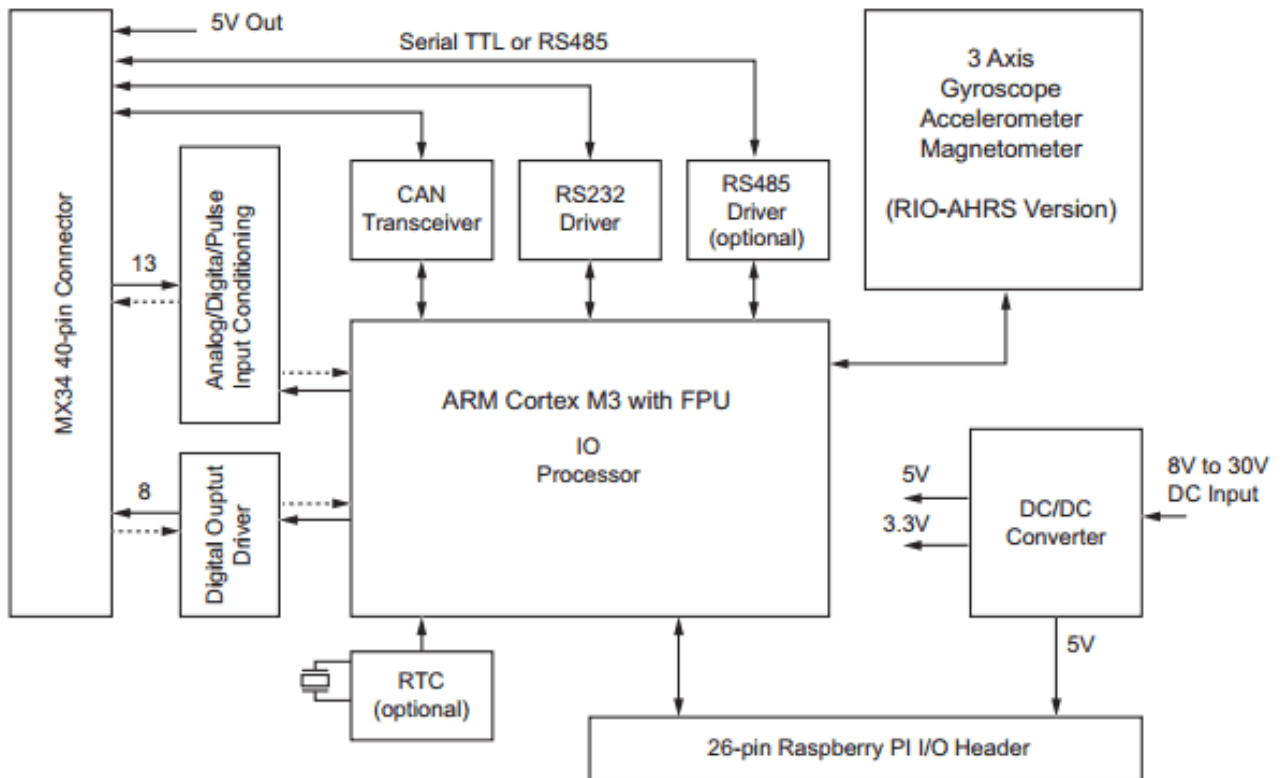 5V Out
Serial TTL or RS485
3 Axis
Gyroscope
Accelerometer
Magnetometer
(RIO-AHRS Version)
MX34 40-pin Connector
13
Analog/Digita/Pulse
Input Conditioning
CAN
Transceiver
RS232
Driver
RS485
Driver
(optional)
ARM Cortex M3 with FPU
IO
Processor
8
Digital Ouptut
Driver
5V
3.3V
DC/DC
Converter
8V to 30V
DC Input
5V
RTC
(optional)
26-pin Raspberry PI I/O Header